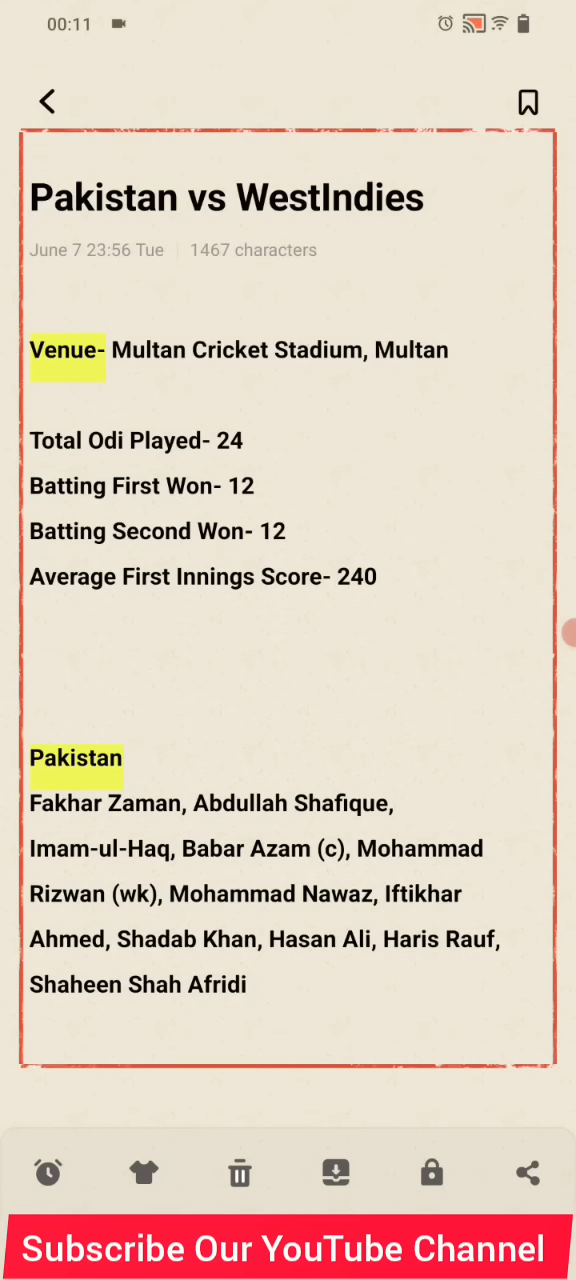 00:11
Pakistan vs WestIndies
June 7 23:56 Tue | 1467 characters
Venue- Multan Cricket Stadium, Multan
Total Odi Played- 24
Batting First Won- 12
Batting Second Won- 12
Average First Innings Score- 240
Pakistan
Fakhar Zaman, Abdullah Shafique,
Imam-ul-Haq, Babar Azam (c), Mohammad
Rizwan (wk), Mohammad Nawaz, Iftikhar
Ahmed, Shadab Khan, Hasan Ali, Haris Rauf,
Shaheen Shah Afridi
Subscribe Our YouTube Channel